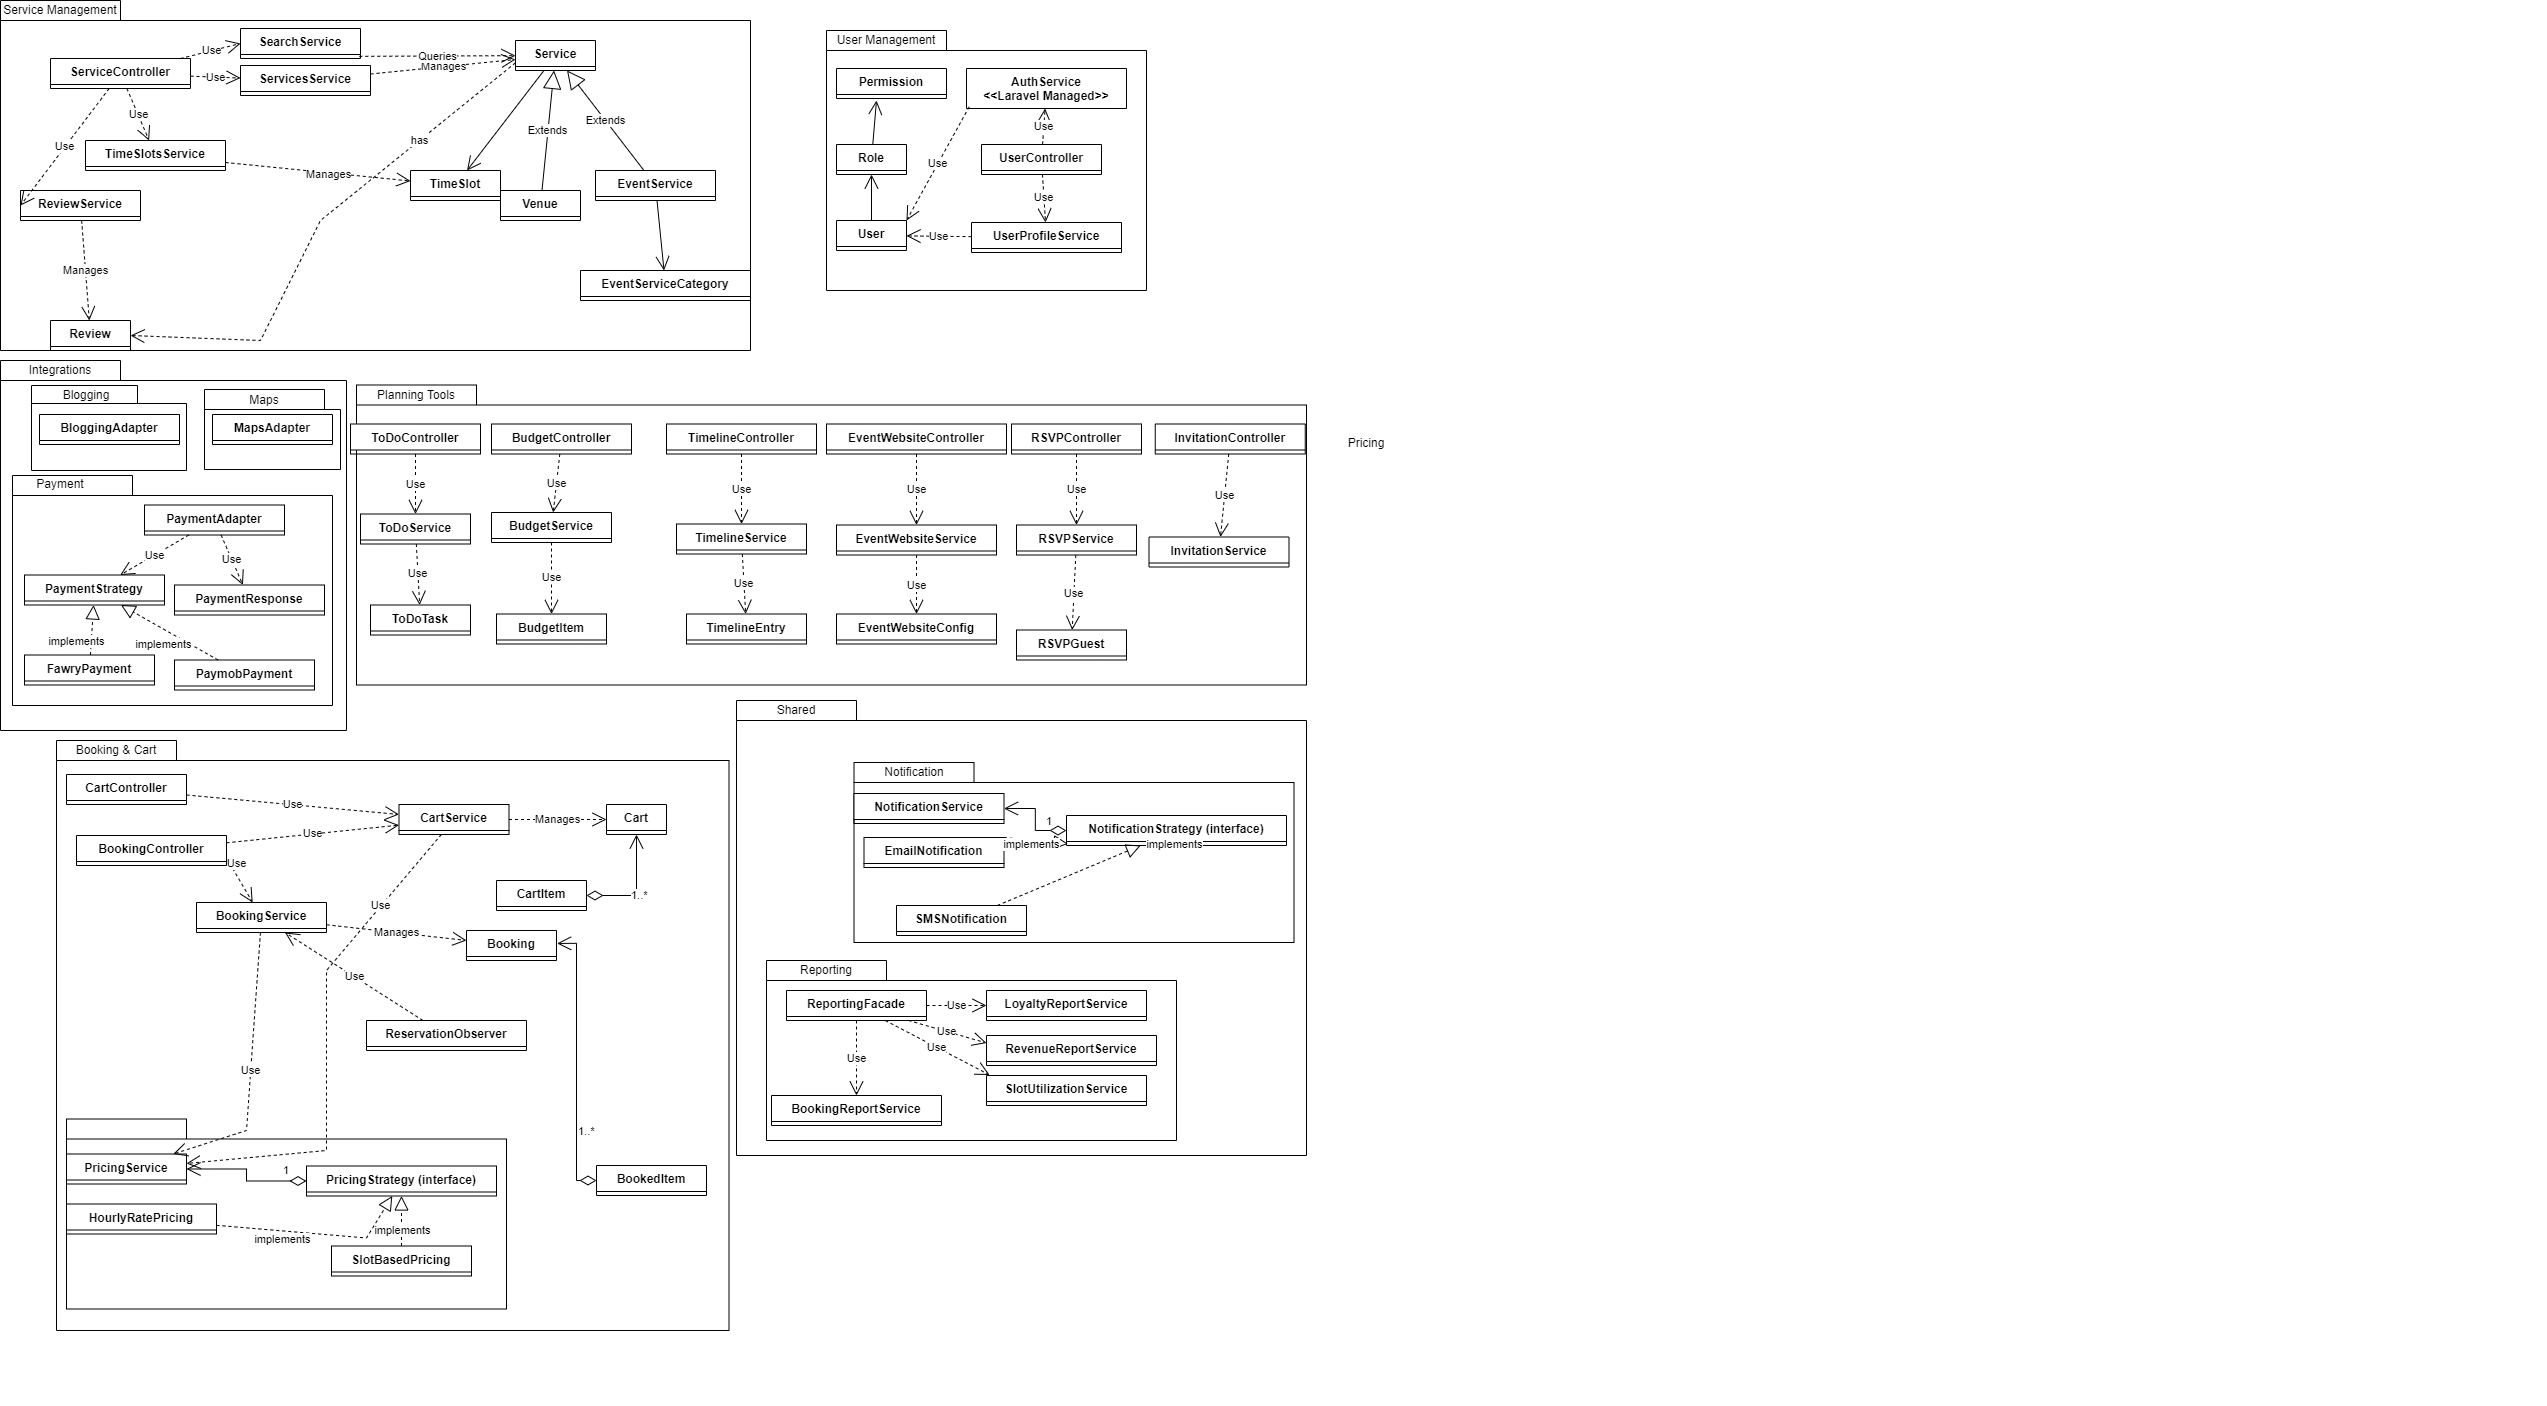 Service Management
SearchService
Use
Queries
Service
ServiceController
Use
ServicesService
Manages
Use
Extends
Extends
has
Use
TimeSlotsService
Manages
TimeSlot
Venue
EventService
ReviewService
Manages
EventServiceCategory
Review
User Management
Permission
AuthService
<<Laravel Managed>>
Use
Role
Use
UserController
Use
User
Use
UserProfileService
Integrations
Blogging
BloggingAdapter
Maps
MapsAdapter
Payment
PaymentAdapter
Use
Use
PaymentStrategy
PaymentResponse
implements
implements
FawryPayment
PaymobPayment
Planning Tools
ToDoController
BudgetController
TimelineController
EventWebsiteController
RSVPController
InvitationController
Use
Use
Use
Use
Use
Use
ToDoService
BudgetService
TimelineService
EventWebsiteService
RSVPService
InvitationService
Use
Use
Use
Use
Use
ToDoTask
BudgetItem
TimelineEntry
EventWebsiteConfig
RSVPGuest
Pricing
Booking & Cart
CartController
Use
CartService
Manages
Cart
BookingController
Use
Use
CartItem
1..*
Use
BookingService
Manages
Booking
Use
ReservationObserver
Use
1..*
PricingService
1
PricingStrategy (interface)
BookedItem
HourlyRatePricing
implements
implements
SlotBasedPricing
Shared
Notification
NotificationService
1
NotificationStrategy (interface)
EmailNotification
implements
implements
SMSNotification
Reporting
ReportingFacade
Use
LoyaltyReportService
Use
Use
RevenueReportService
Use
SlotUtilizationService
BookingReportService